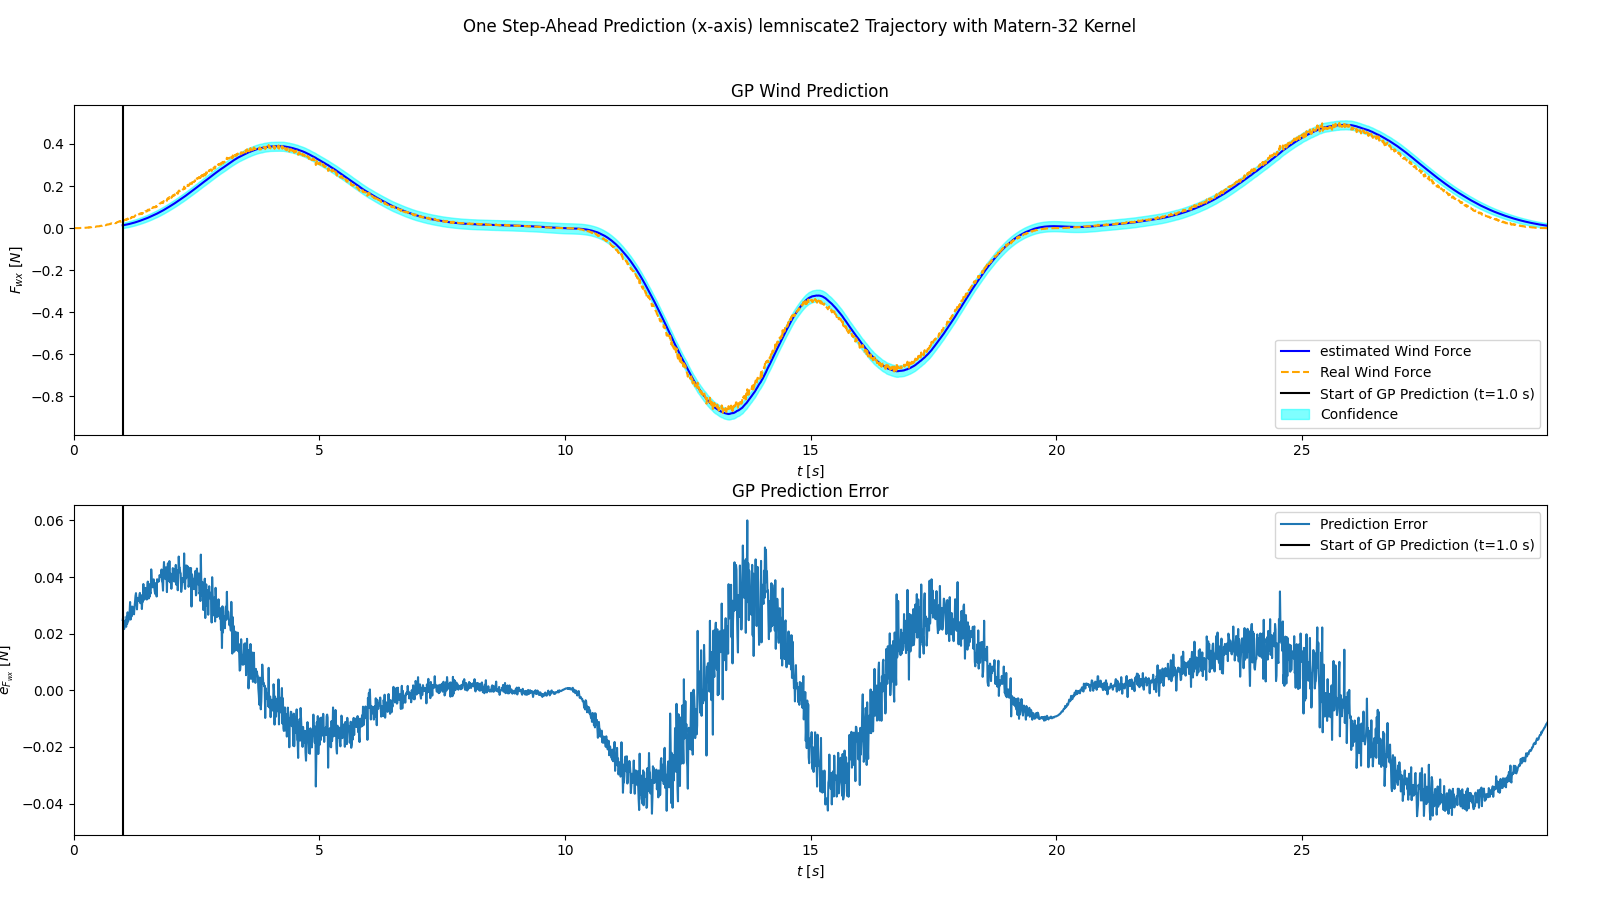 One Step-Ahead Prediction (x-axis) lemniscate2 Trajectory with Matern-32 Kernel
GP Wind Prediction
0.4
0.2
0.0
−0.2
−0.4
−0.6
−0.8
F_wx [N]
estimated Wind Force
Real Wind Force
Start of GP Prediction (t=1.0 s)
Confidence
0 5 10 15 20 25
t [s]
GP Prediction Error
0.06
0.04
0.02
0.00
−0.02
−0.04
e_F_wx [N]
Prediction Error
Start of GP Prediction (t=1.0 s)
0 5 10 15 20 25
t [s]